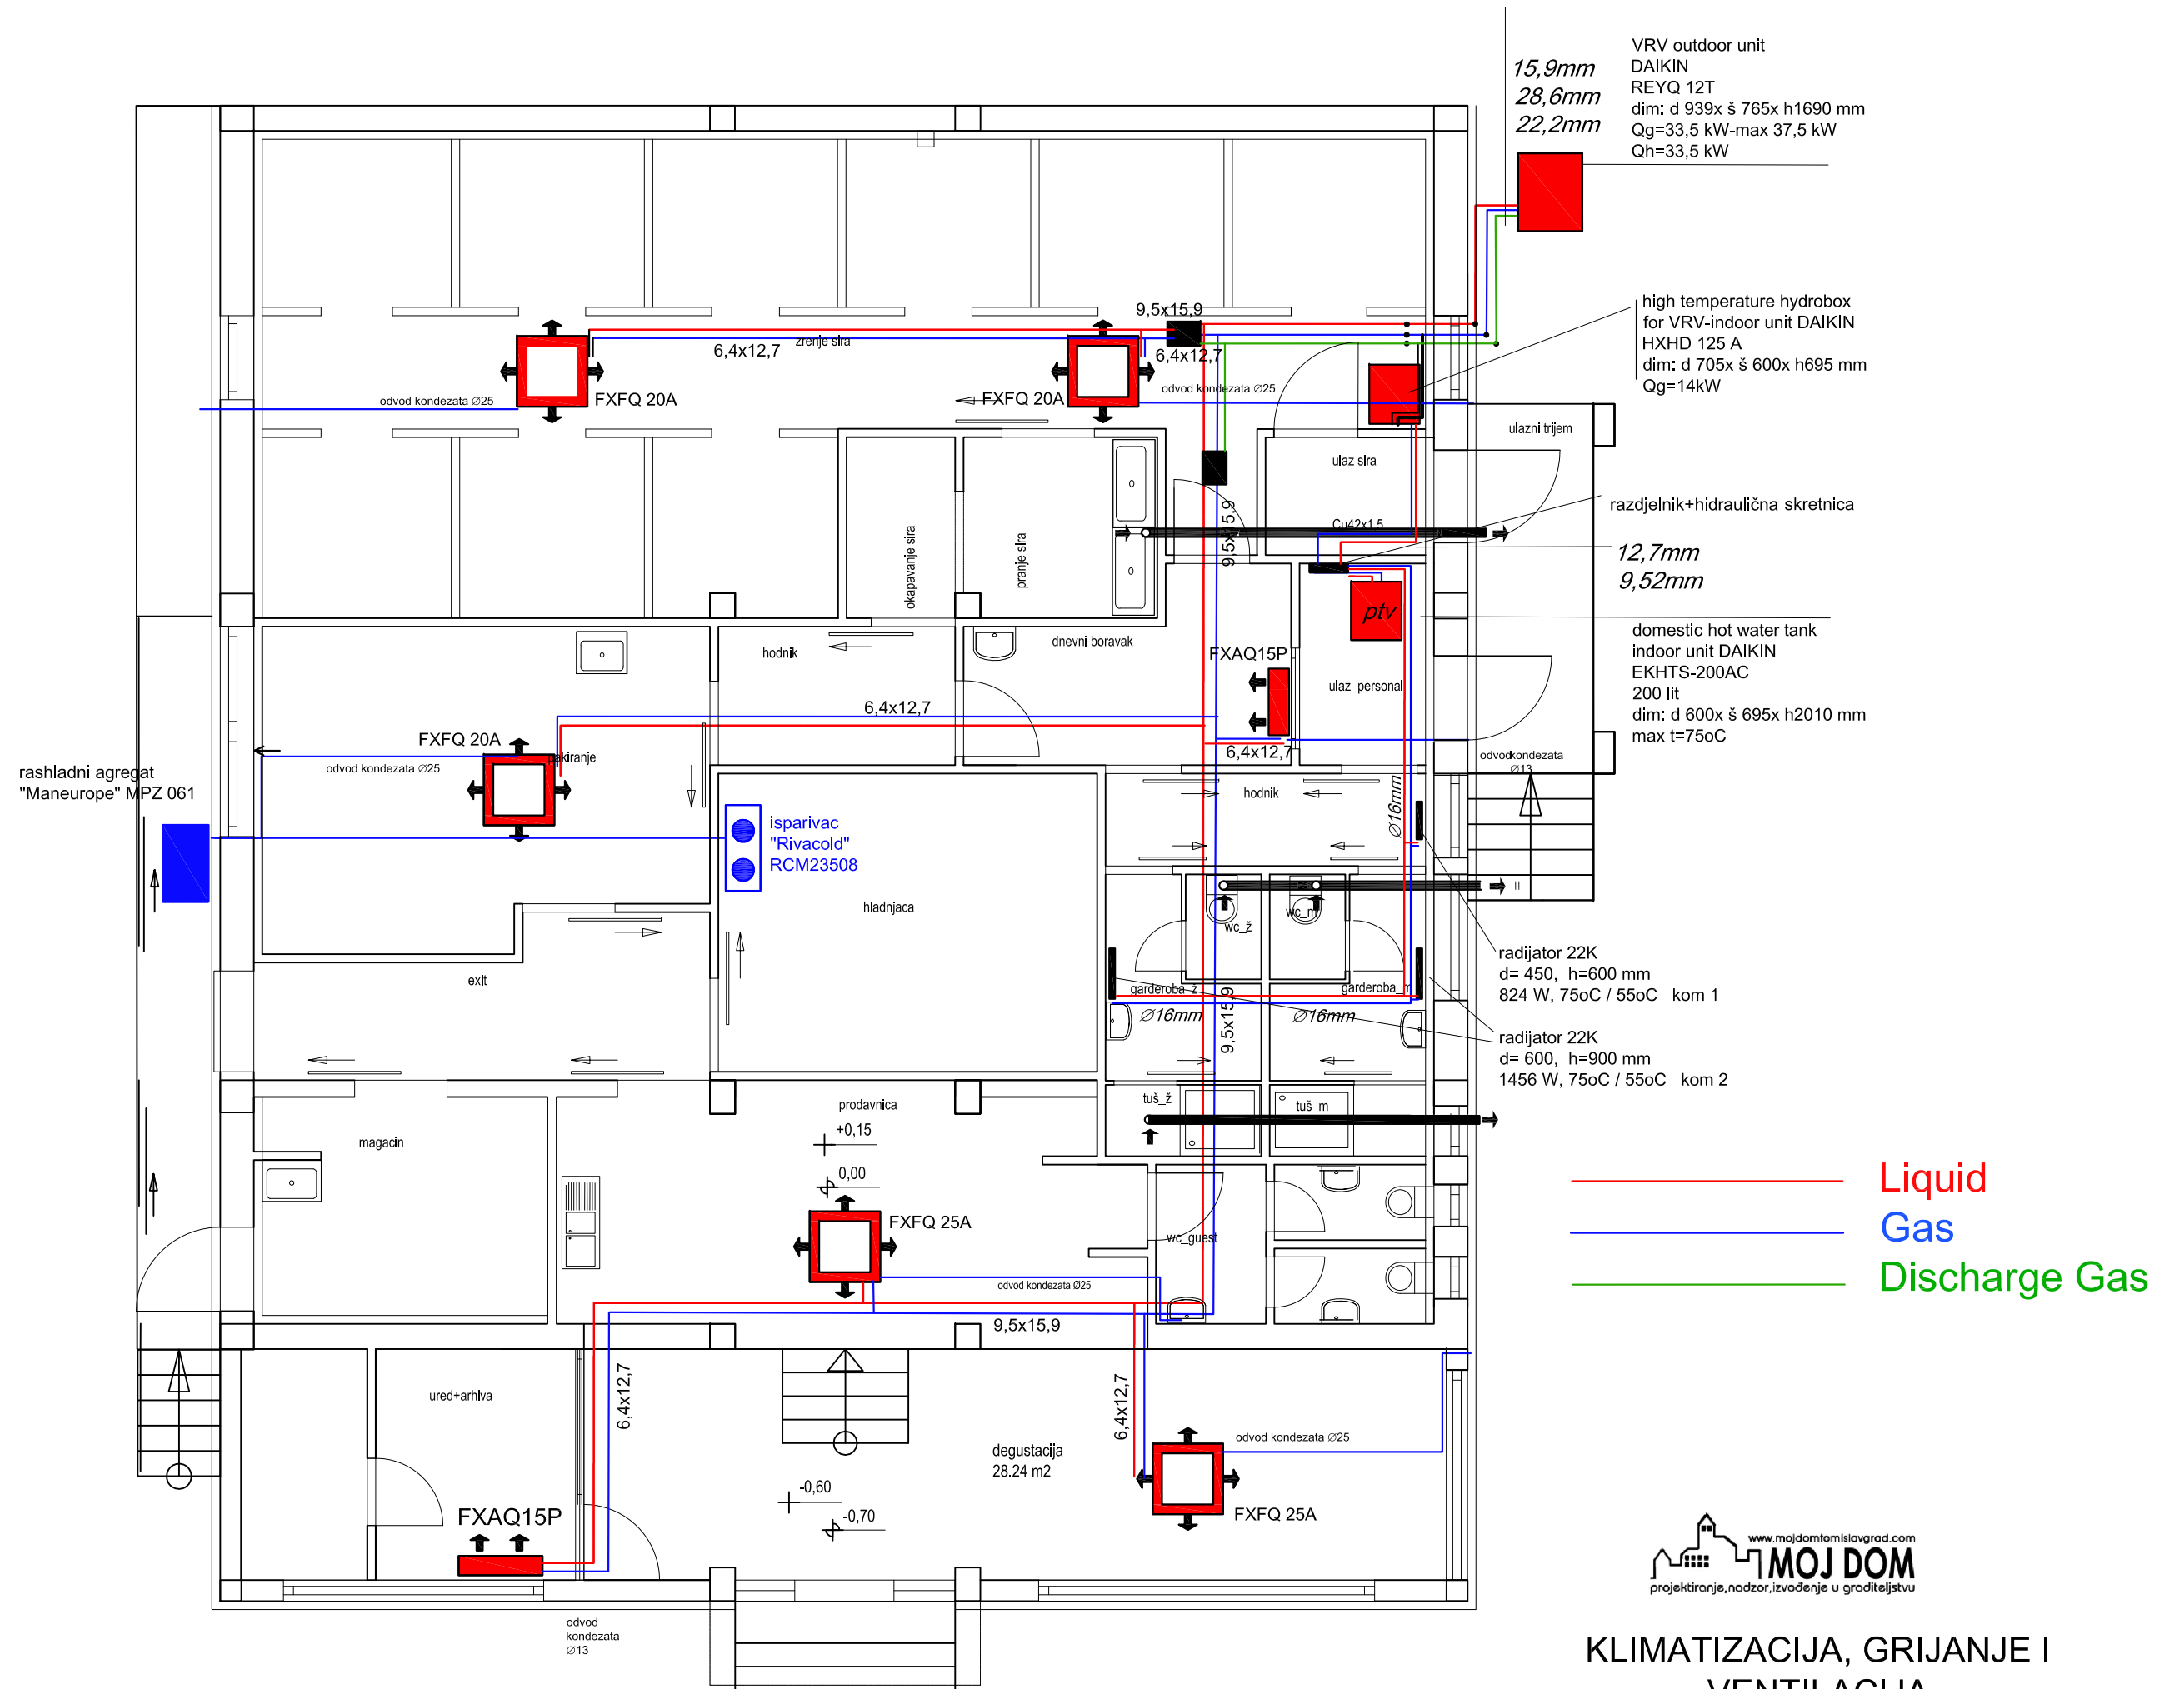 15,9mm
28,6mm
22,2mm
VRV outdoor unit
DAIKIN
REYQ 12T
dim: d 939x š 765x h1690 mm
Qg=33,5 kW-max 37,5 kW
Qh=33,5 kW
high temperature hydrobox
for VRV-indoor unit DAIKIN
HXHD 125 A
dim: d 705x š 600x h695 mm
Qg=14kW
9,5x15,9
zrenje sira
6,4x12,7
6,4x12,7
odvod kondezata Ø25
FXFQ 20A
FXFQ 20A
odvod kondezata Ø25
ulazni trijem
ulaz sira
razdjelnik+hidraulična skretnica
Cu42x1,5
9,5x15,9
okapavanje sira
pranje sira
12,7mm
9,52mm
ptv
domestic hot water tank
indoor unit DAIKIN
EKHTS-200AC
200 lit
dim: d 600x š 695x h2010 mm
max t=75oC
hodnik
dnevni boravak
FXAQ15P
ulaz_personal
6,4x12,7
FXFQ 20A
pakiranje
6,4x12,7
odvod kondezata Ø25
odvodkondezata
Ø13
rashladni agregat
"Maneurope" MPZ 061
hodnik
Ø16mm
isparivac
"Rivacold"
RCM23508
hladnjaca
wc_m
wc_ž
radijator 22K
d= 450, h=600 mm
824 W, 75oC / 55oC kom 1
exit
garderoba_ž
garderoba_m
Ø16mm
Ø16mm
9,5x15,9
radijator 22K
d= 600, h=900 mm
1456 W, 75oC / 55oC kom 2
tuš_ž
tuš_m
prodavnica
+0,15
magacin
0,00
FXFQ 25A
wc_guest
Liquid
Gas
Discharge Gas
odvod kondezata Ø25
9,5x15,9
ured+arhiva
6,4x12,7
6,4x12,7
odvod kondezata Ø25
degustacija
28.24 m2
-0,60
-0,70
FXAQ15P
FXFQ 25A
odvod
kondezata
Ø13
www.mojdomtomislavgrad.com
MOJ DOM
projektiranje,nadzor,izvođenje u graditeljstvu
KLIMATIZACIJA, GRIJANJE I
VENTILACIJA